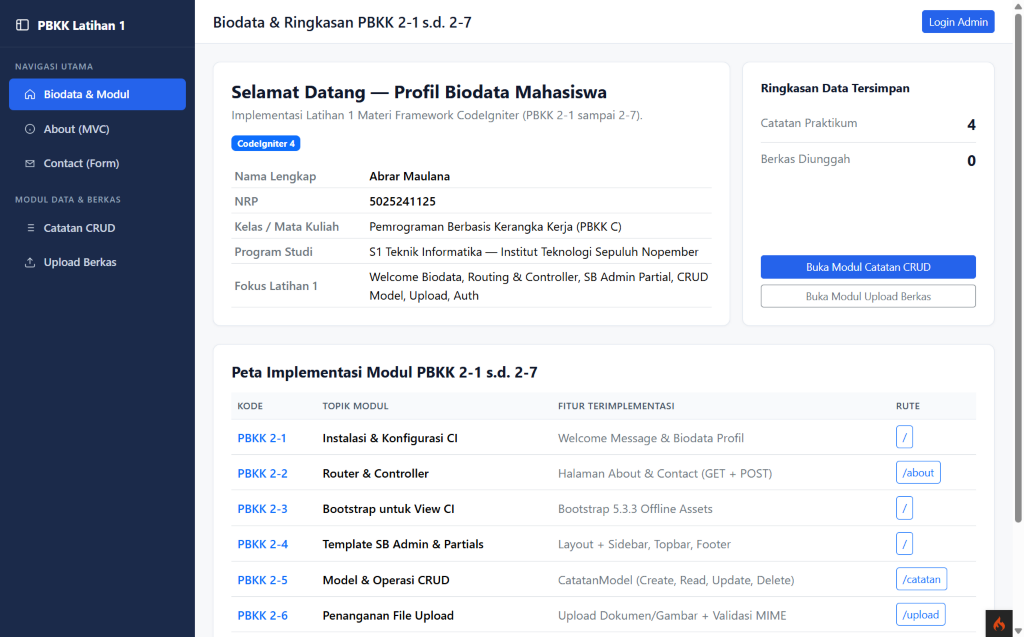 PBKK Latihan 1
Biodata & Ringkasan PBKK 2-1 s.d. 2-7
Login Admin
NAVIGASI UTAMA
Biodata & Modul
About (MVC)
Contact (Form)
MODUL DATA & BERKAS
Catatan CRUD
Upload Berkas
Selamat Datang — Profil Biodata Mahasiswa
Implementasi Latihan 1 Materi Framework CodeIgniter (PBKK 2-1 sampai 2-7).
CodeIgniter 4
Nama Lengkap Abrar Maulana
NRP 5025241125
Kelas / Mata Kuliah Pemrograman Berbasis Kerangka Kerja (PBKK C)
Program Studi S1 Teknik Informatika — Institut Teknologi Sepuluh Nopember
Fokus Latihan 1 Welcome Biodata, Routing & Controller, SB Admin Partial, CRUD
Model, Upload, Auth
Ringkasan Data Tersimpan
Catatan Praktikum 4
Berkas Diunggah 0
Buka Modul Catatan CRUD
Buka Modul Upload Berkas
Peta Implementasi Modul PBKK 2-1 s.d. 2-7
KODE TOPIK MODUL FITUR TERIMPLEMENTASI RUTE
PBKK 2-1 Instalasi & Konfigurasi CI Welcome Message & Biodata Profil /
PBKK 2-2 Router & Controller Halaman About & Contact (GET + POST) /about
PBKK 2-3 Bootstrap untuk View CI Bootstrap 5.3.3 Offline Assets /
PBKK 2-4 Template SB Admin & Partials Layout + Sidebar, Topbar, Footer /
PBKK 2-5 Model & Operasi CRUD CatatanModel (Create, Read, Update, Delete) /catatan
PBKK 2-6 Penanganan File Upload Upload Dokumen/Gambar + Validasi MIME /upload